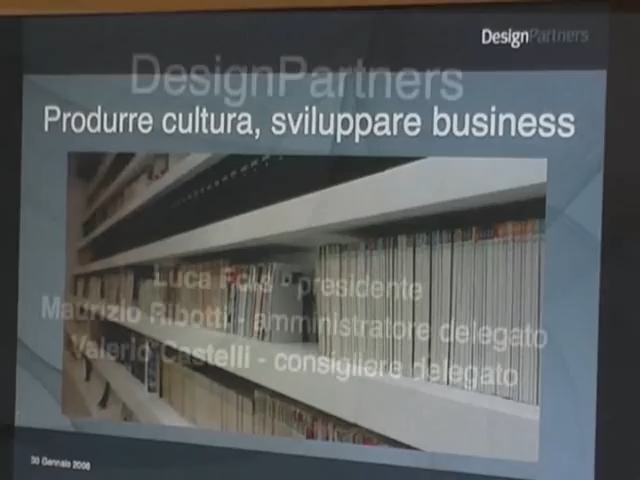 DesignPartners
DesignPartners
Produrre cultura, sviluppare business
Luca - presidente
Maurizio Ribotti - amministratore delegato
Valerio Castelli - consigliere delegato
30 Gennaio 2008